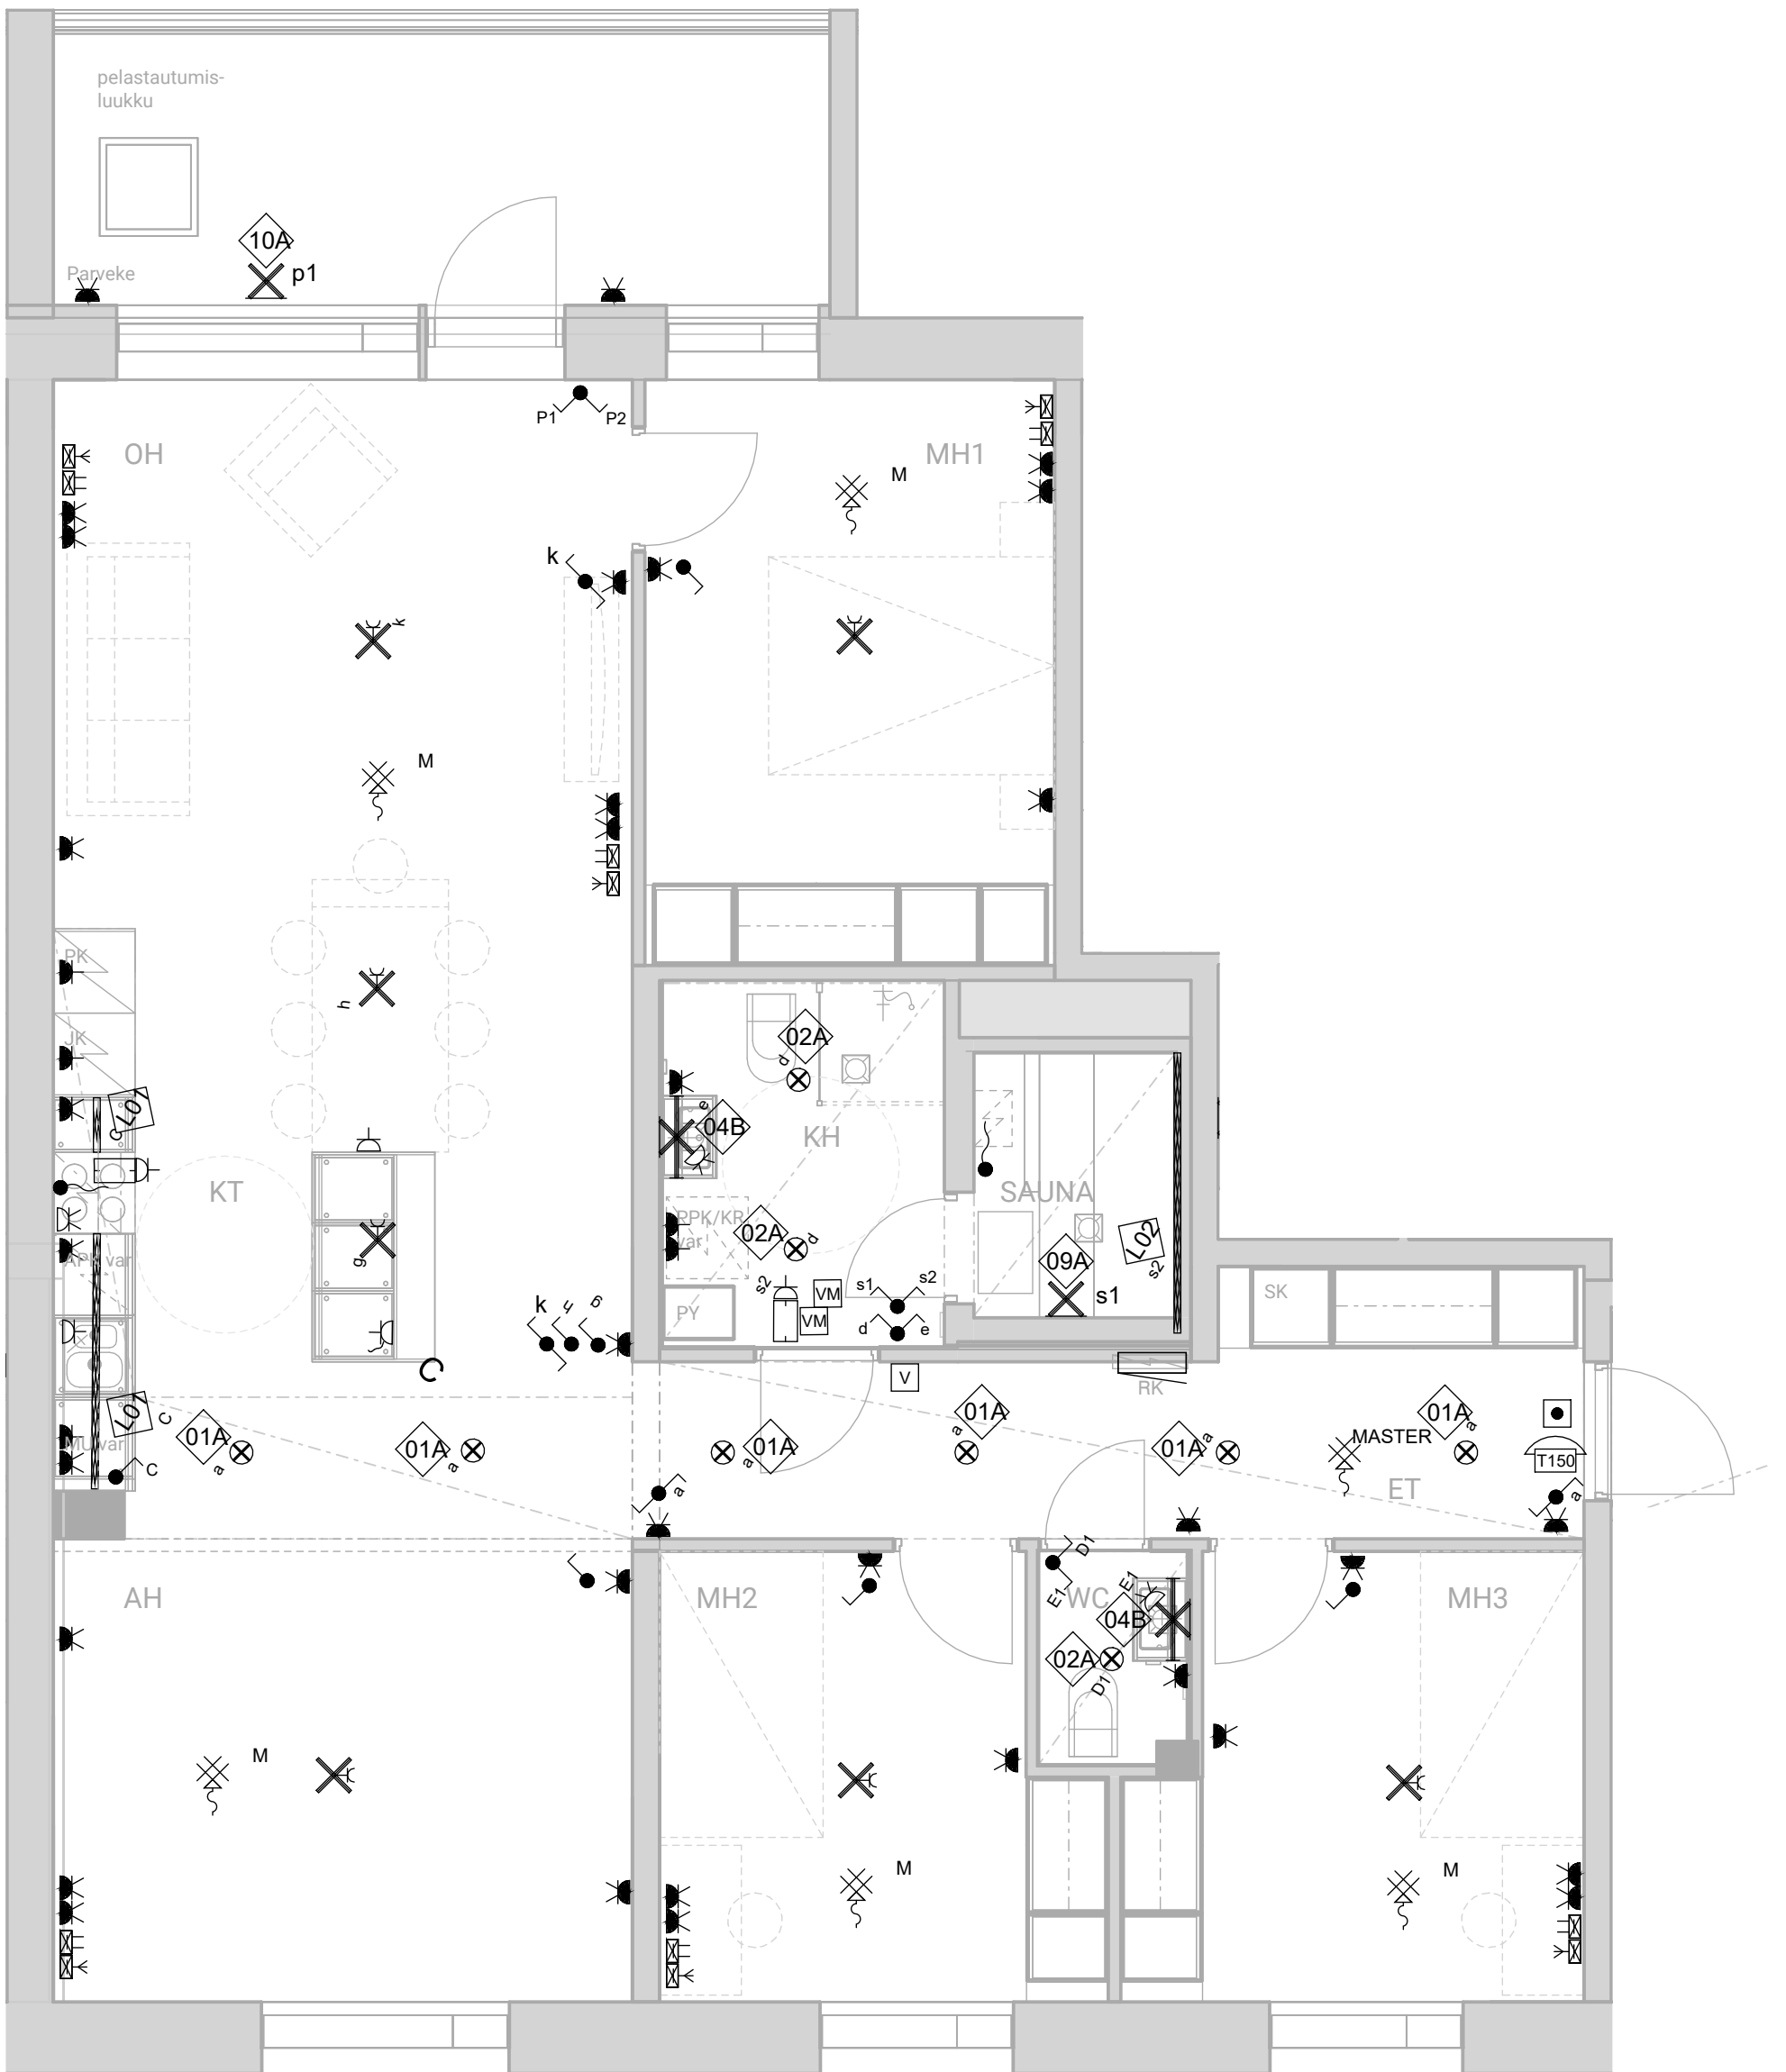 pelastautumis-
luukku
10A
Parveke
p1
P1
P2
OH
MH1
M
k
k
M
PK
h
JK
02A
d
L01
c
e
04B
KH
KT
SAUNA
PPK/KR
var
02A
d
L02
s2
APK var
g
09A
s1
s2
VM
VM
s1
s2
d
e
PY
SK
k
h
g
V
RK
L01
C
01A
a
01A
a
01A
a
01A
a
01A
a
MASTER
01A
a
MU var
C
T150
ET
a
a
AH
MH2
D1
E1
WC
E1
04B
MH3
02A
D1
M
M
M